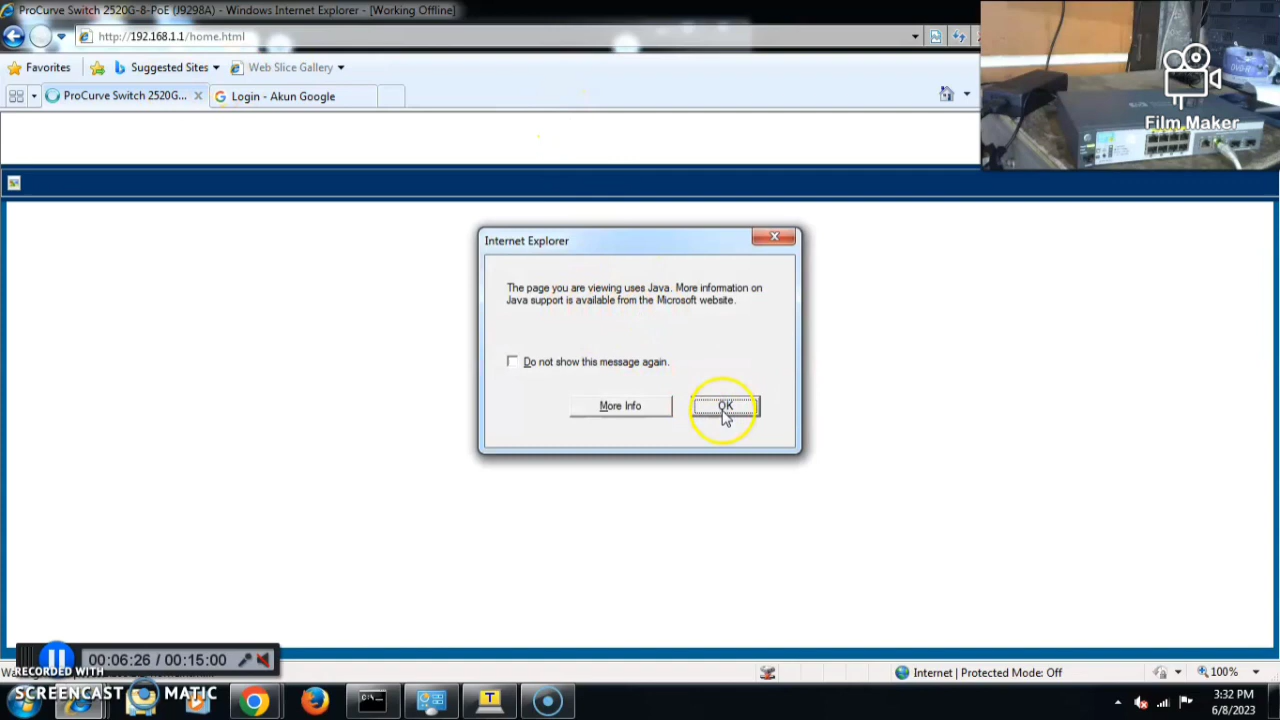 ProCurve Switch 2520G-8-PoE (J9298A) - Windows Internet Explorer - [Working Offline]
http://192.168.1.1/home.html
Favorites Suggested Sites Web Slice Gallery
ProCurve Switch 2520G... Login - Akun Google
Film Maker
Internet Explorer
The page you are viewing uses Java. More information on
Java support is available from the Microsoft website.
Do not show this message again.
More Info OK
00:06:26 / 00:15:00
RECORDED WITH
SCREENCAST MATIC
Internet | Protected Mode: Off
100%
3:32 PM
6/8/2023